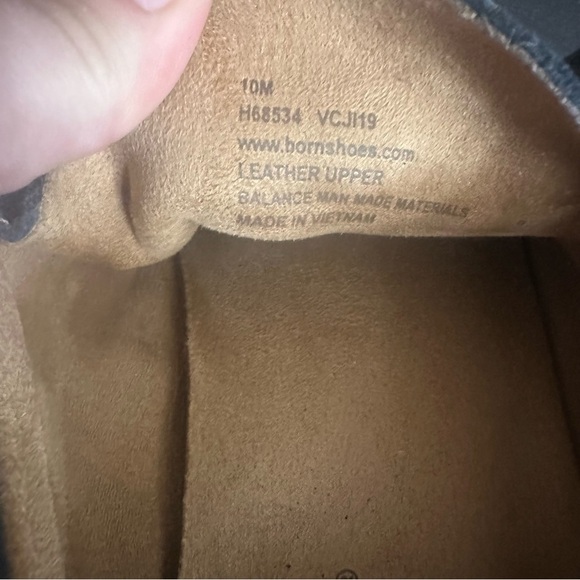 10M
H68534 VCJI19
www.bornshoes.com
LEATHER UPPER
BALANCE MAN MADE MATERIALS
MADE IN VIETNAM